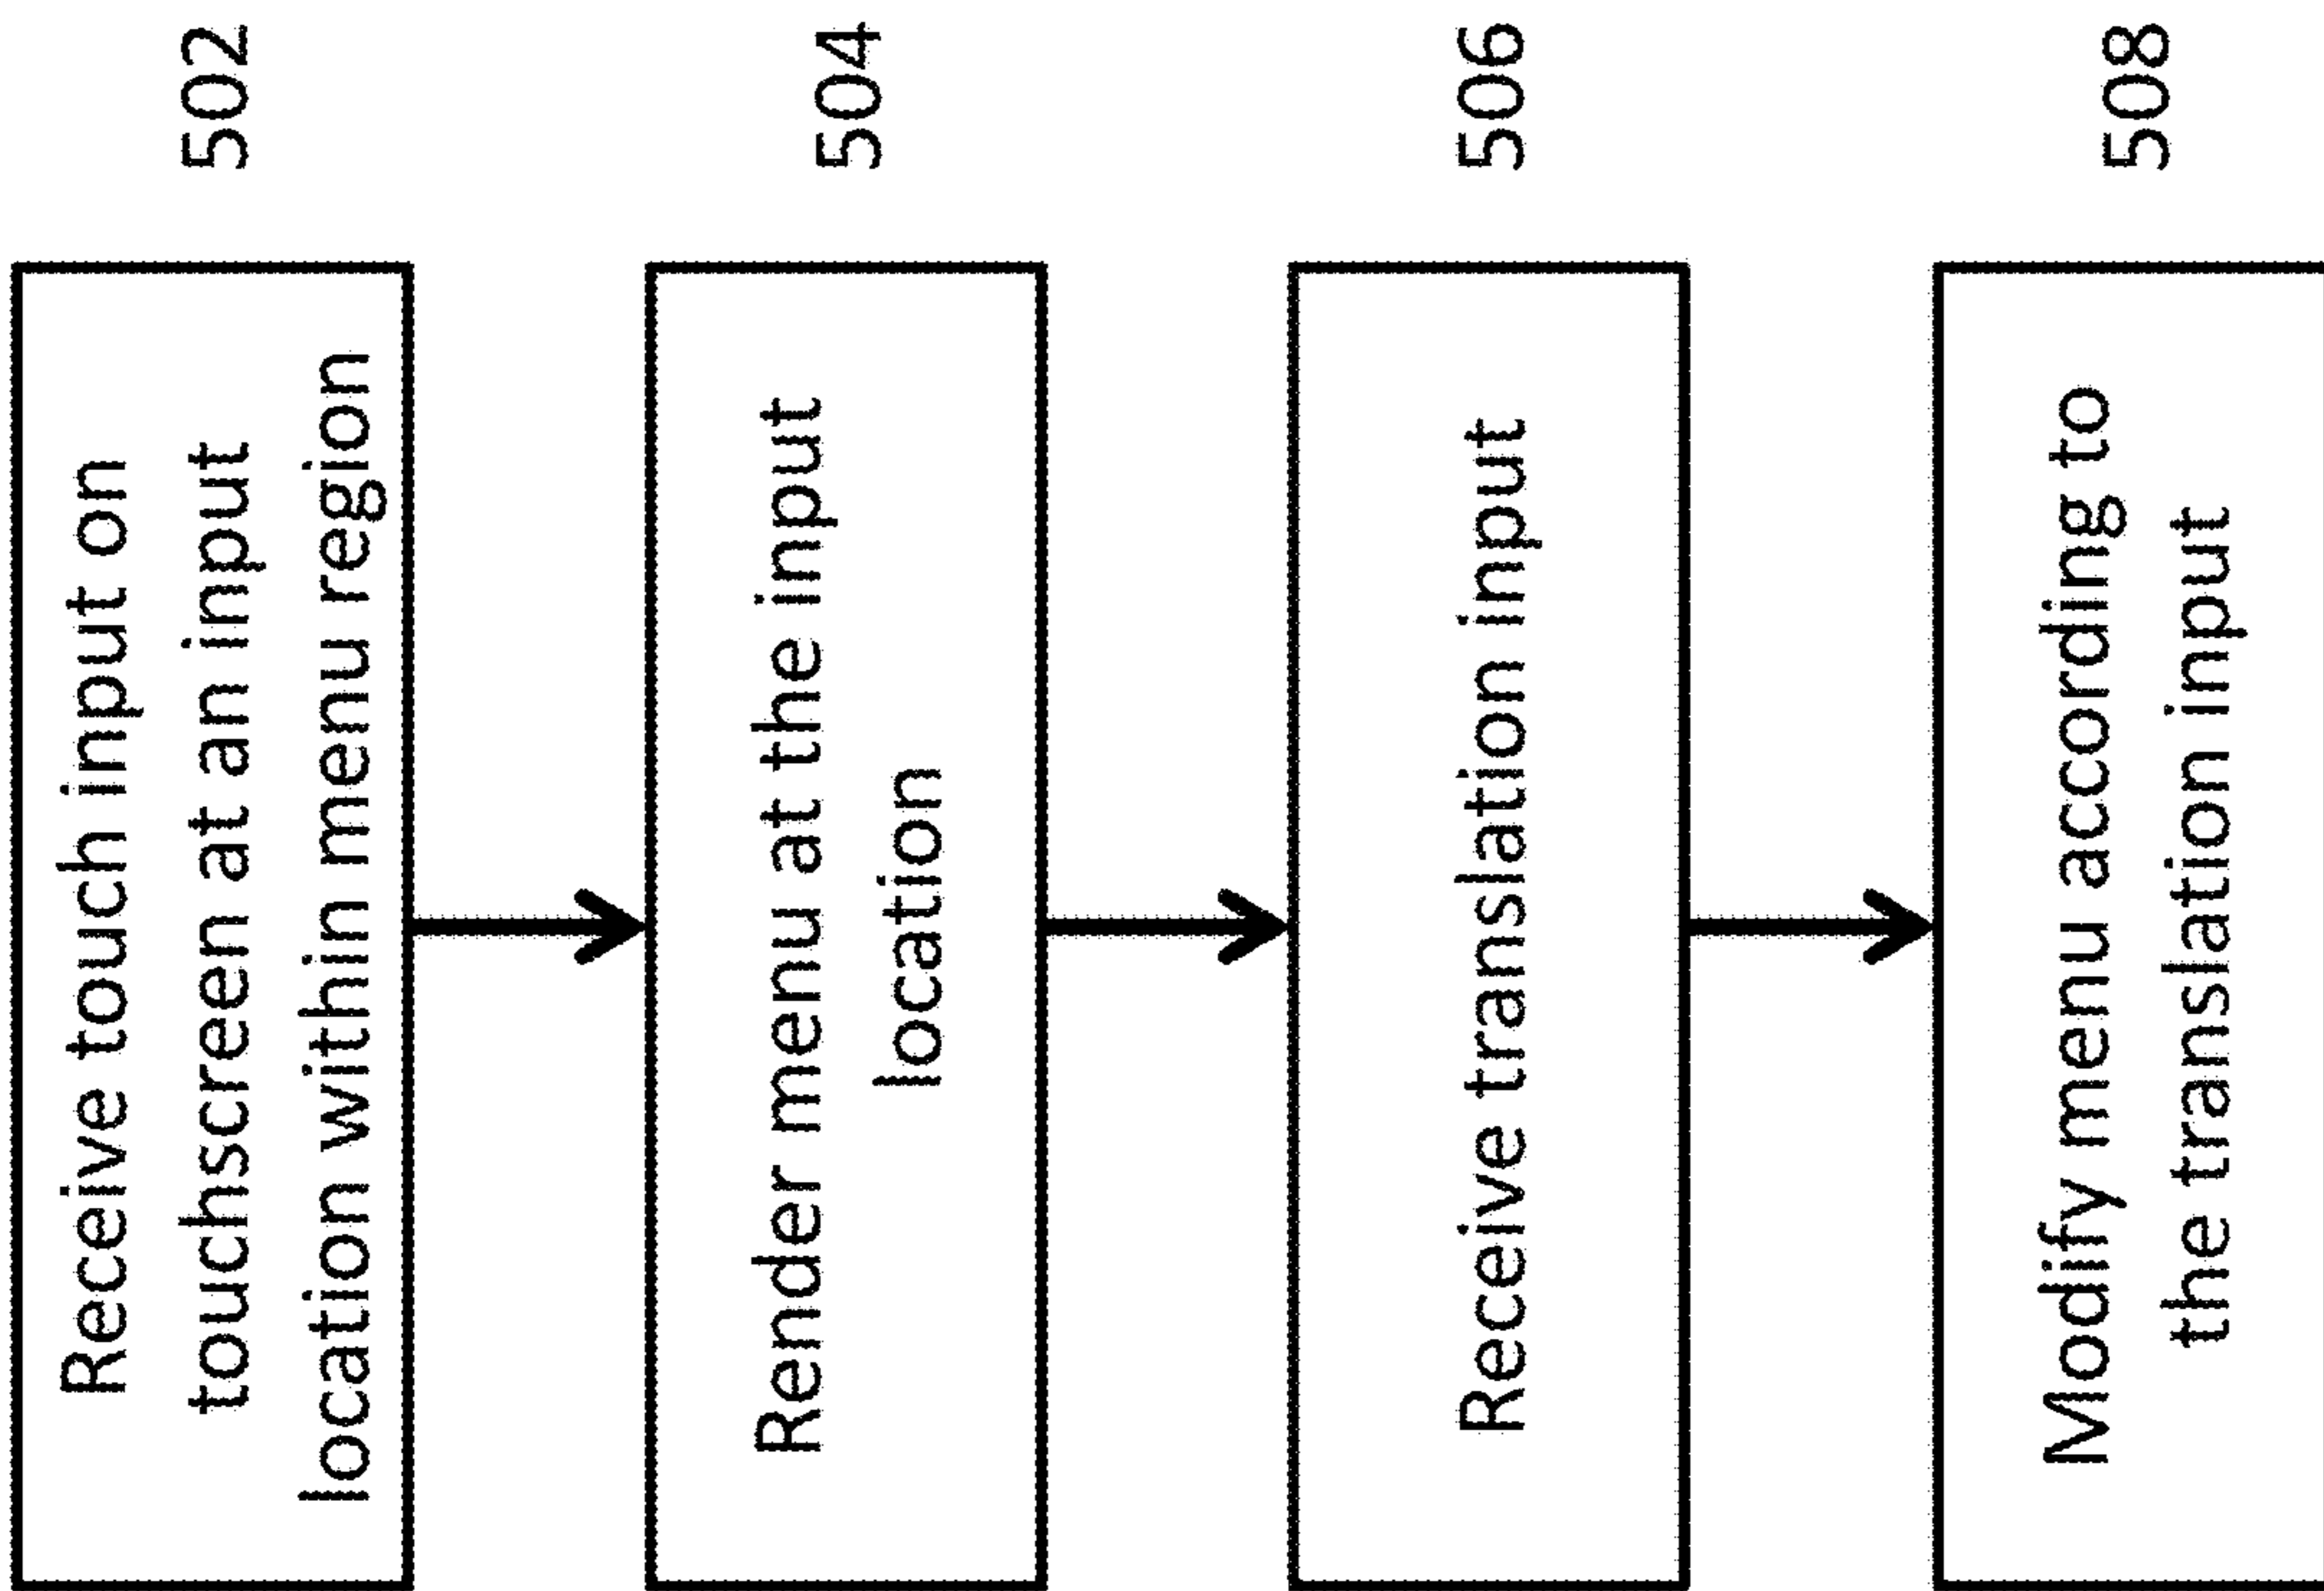 Receive touch input on
touchscreen at an input
location within menu region
502
Render menu at the input
location
504
Receive translation input
506
Modify menu according to
the translation input
508